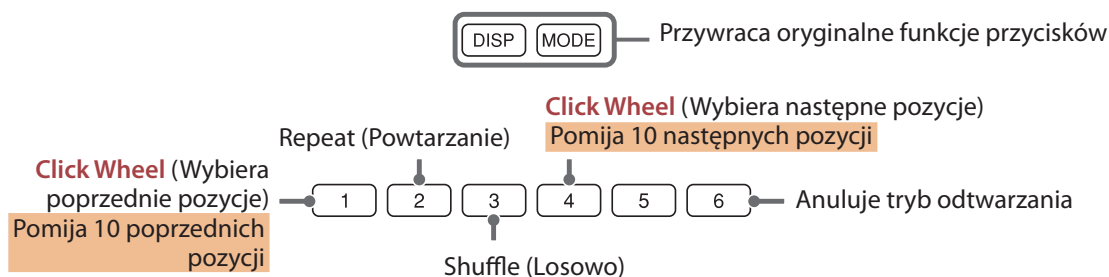 DISP MODE Przywraca oryginalne funkcje przycisków
Click Wheel (Wybiera następne pozycje)
Pomija 10 następnych pozycji
Repeat (Powtarzanie)
Click Wheel (Wybiera
poprzednie pozycje)
Pomija 10 poprzednich
pozycji
1 2 3 4 5 6 Anuluje tryb odtwarzania
Shuffle (Losowo)